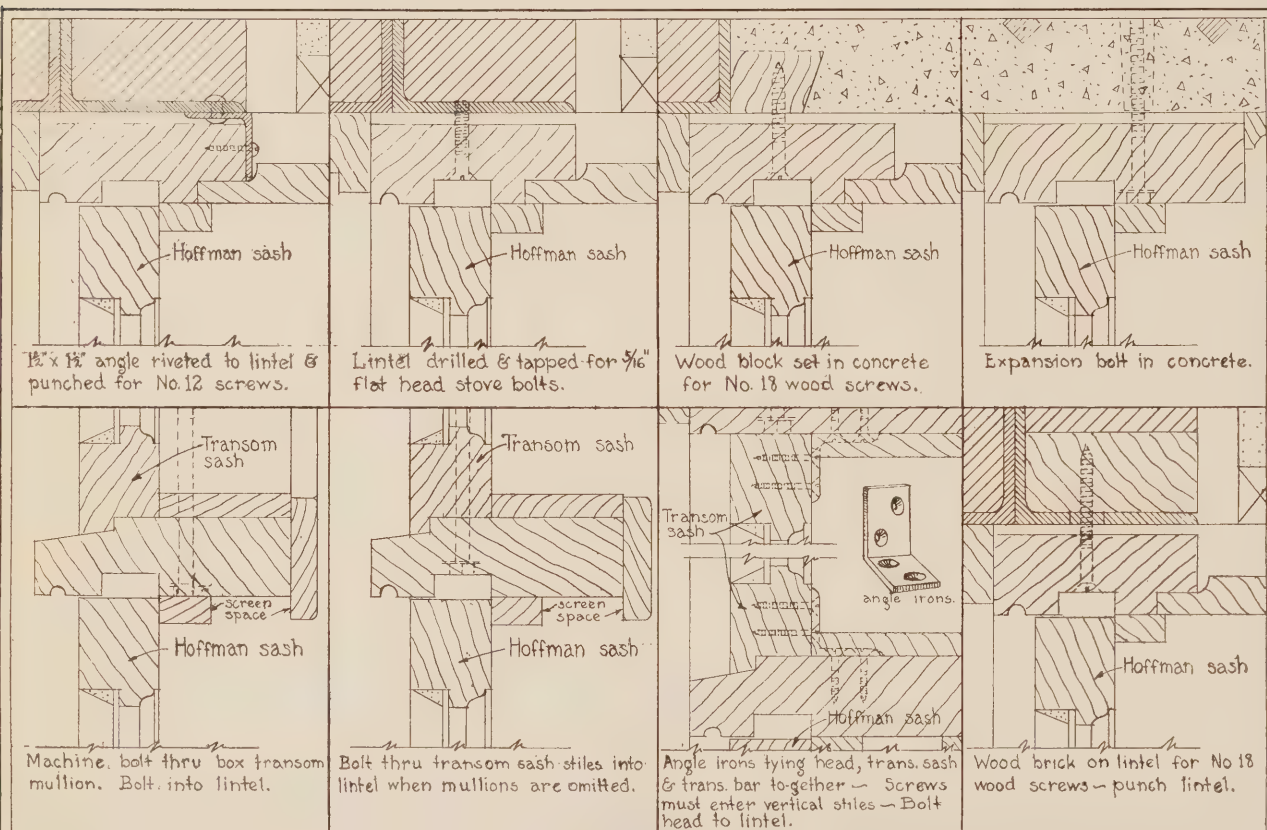 Hoffman sash
1½" x 1½" angle riveted to lintel &
punched for No. 12 screws.
Hoffman sash
Lintel drilled & tapped for 5/16"
flat head stove bolts.
Hoffman sash
Wood block set in concrete
for No. 18 wood screws.
Hoffman sash
Expansion bolt in concrete.
Transom
sash
screen
space
Hoffman sash
Machine bolt thru box transom
mullion. Bolt into lintel.
Transom sash
screen
space
Hoffman sash
Bolt thru transom sash stiles into
lintel when mullions are omitted.
Transom
sash
angle irons.
Hoffman sash
Angle irons tying head, trans. sash
& trans. bar to-gether — Screws
must enter vertical stiles — Bolt
head to lintel.
Hoffman sash
Wood brick on lintel for No 18
wood screws — punch lintel.